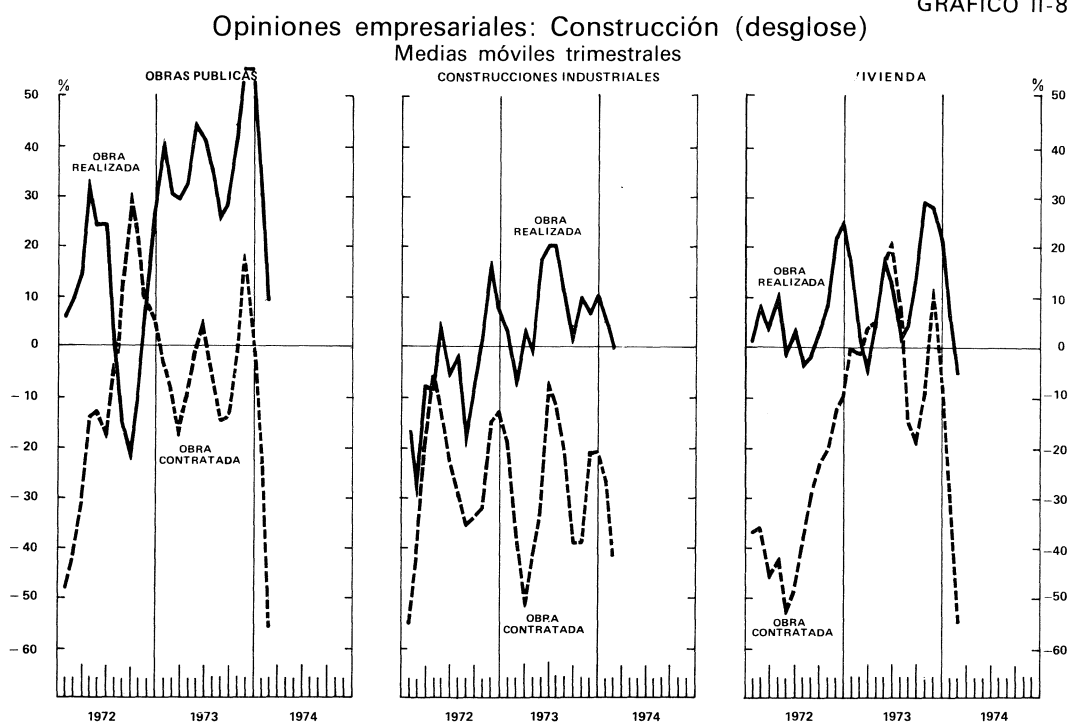 GRAFICO II-8
Opiniones empresariales: Construcción (desglose)
Medias móviles trimestrales
OBRAS PUBLICAS
CONSTRUCCIONES INDUSTRIALES
VIVIENDA
%
%
50
40
30
20
10
0
-10
-20
-30
-40
-50
-60
OBRA
REALIZADA
OBRA
CONTRATADA
OBRA
REALIZADA
OBRA
CONTRATADA
OBRA
REALIZADA
OBRA
CONTRATADA
50
40
30
20
10
0
-10
-20
-30
-40
-50
-60
1972 1973 1974
1972 1973 1974
1972 1973 1974